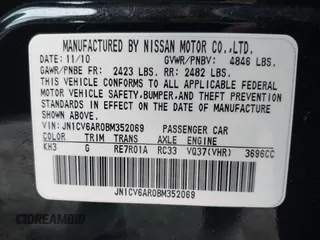 MANUFACTURED BY NISSAN MOTOR CO.,LTD.
DATE: 11/10 GVWR/PNBV: 4846 LBS.
GAWR/PNBE FR: 2423 LBS. RR: 2482 LBS.
THIS VEHICLE CONFORMS TO ALL APPLICABLE
FEDERAL MOTOR VEHICLE
SAFETY,BUMPER,AND THEFT PREVENTION
STANDARDS IN EFFECT ON THE DATE OF
MANUFACTURE SHOWN ABOVE.
VIN: JN1CV6AR0BM352069 PASSENGER CAR
COLOR TRIM TRANS AXLE ENGINE
KH3 G RE7R01A RC33 VQ37(VHR) 3696CC
JN1CV6AR0BM352069